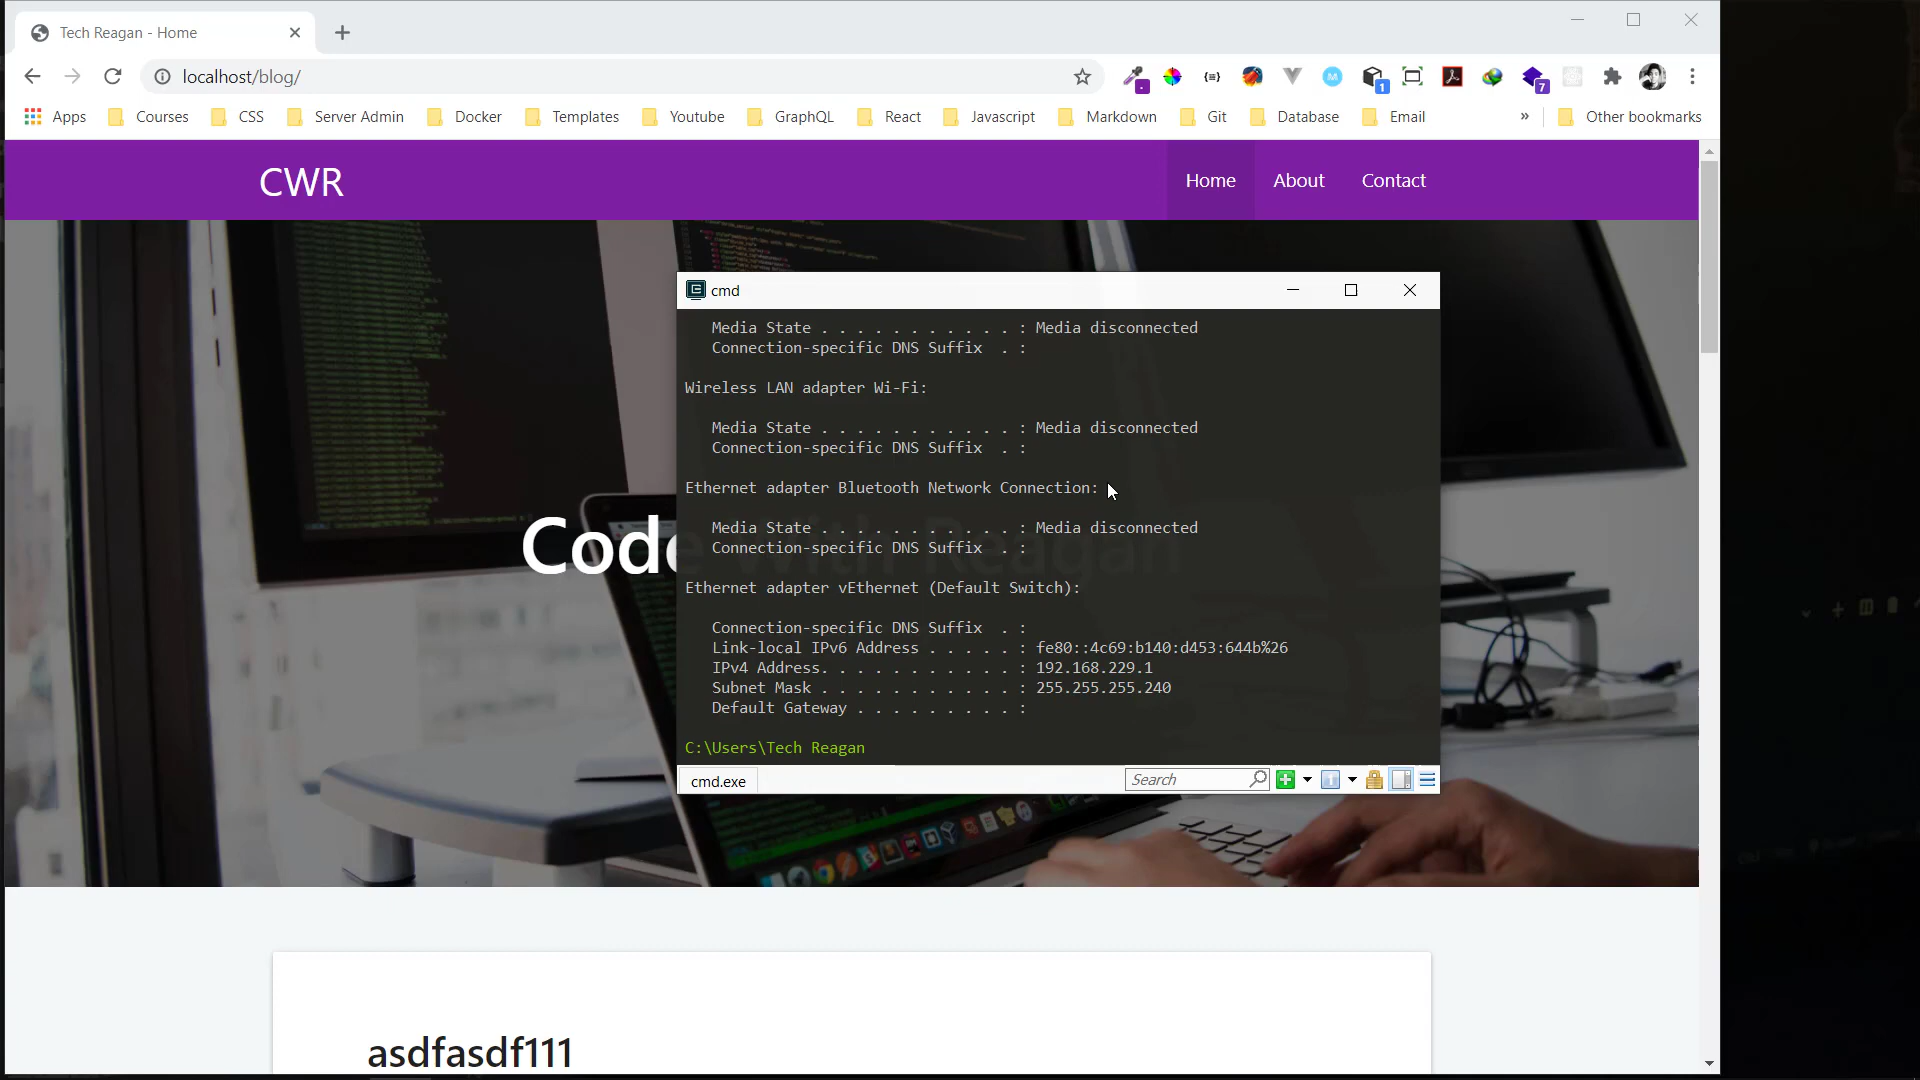 Tech Reagan - Home
localhost/blog/
1
7
Apps
Courses
CSS
Server Admin
Docker
Templates
Youtube
GraphQL
React
Javascript
Markdown
Git
Database
Email
»
Other bookmarks
CWR
Home
About
Contact
cmd
Media State . . . . . . . . . . . : Media disconnected
Connection-specific DNS Suffix  . :
Wireless LAN adapter Wi-Fi:
Media State . . . . . . . . . . . : Media disconnected
Connection-specific DNS Suffix  . :
Ethernet adapter Bluetooth Network Connection:
Media State . . . . . . . . . . . : Media disconnected
Connection-specific DNS Suffix  . :
Code With Reagan
Ethernet adapter vEthernet (Default Switch):
Connection-specific DNS Suffix  . :
Link-local IPv6 Address . . . . . : fe80::4c69:b140:d453:644b%26
IPv4 Address. . . . . . . . . . . : 192.168.229.1
Subnet Mask . . . . . . . . . . . : 255.255.255.240
Default Gateway . . . . . . . . . :
C:\Users\Tech Reagan
cmd.exe
Search
asdfasdf111